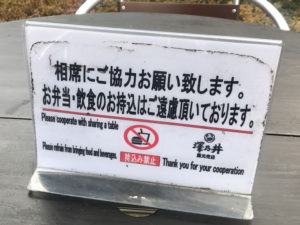 相席にご協力お願い致します。
お弁当・飲食のお持込はご遠慮頂いております。
Please cooperate with sharing a table
澤乃井
Please refrain from bringing food and beverages.
持込み禁止
Thank you for your cooperation